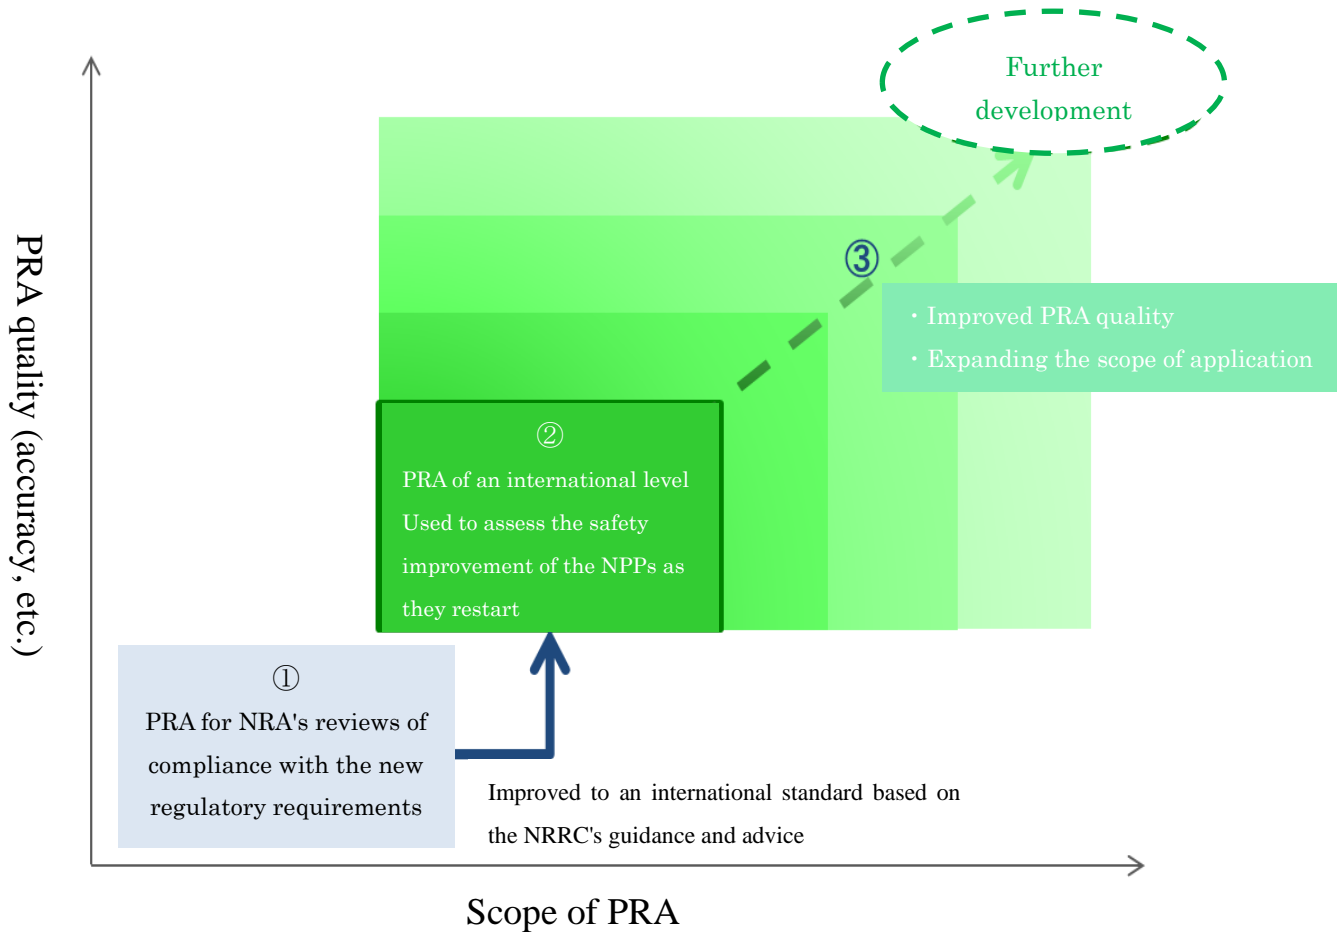 Further
development
PRA quality (accuracy, etc.)
③
・Improved PRA quality
・Expanding the scope of application
②
PRA of an international level
Used to assess the safety
improvement of the NPPs as
they restart
①
PRA for NRA's reviews of
compliance with the new
regulatory requirements
Improved to an international standard based on
the NRRC's guidance and advice
Scope of PRA